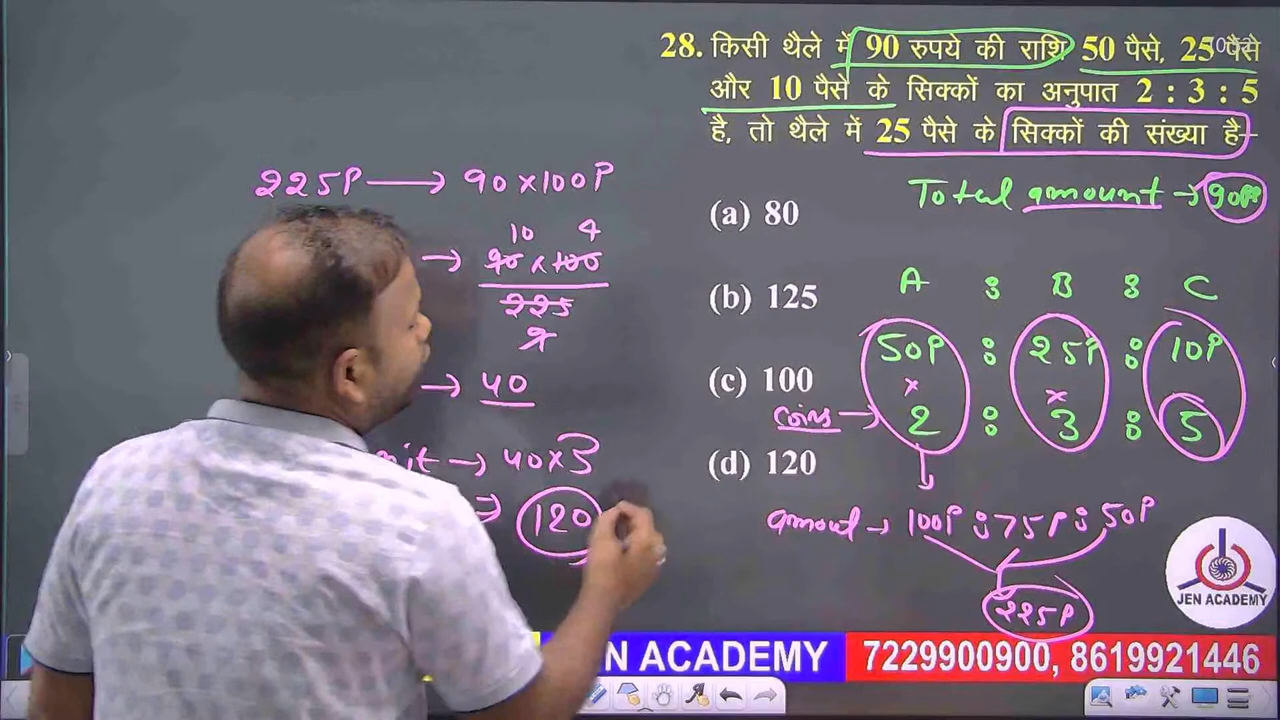 28. किसी थैले में 90 रुपये की राशि 50 पैसे, 25 पैसे
और 10 पैसे के सिक्कों का अनुपात 2 : 3 : 5
है, तो थैले में 25 पैसे के सिक्कों की संख्या है-
(a) 80
(b) 125
(c) 100
(d) 120
Total amount → 90
A : B : C
50P : 25P : 10P
× ×
coins → 2 : 3 : 5
amount → 100P : 75P : 50P
225P
225P → 90×100P
10 4
→ 90×100
225
→ 40
→ 40×3
120
JEN ACADEMY
N ACADEMY
7229900900, 8619921446